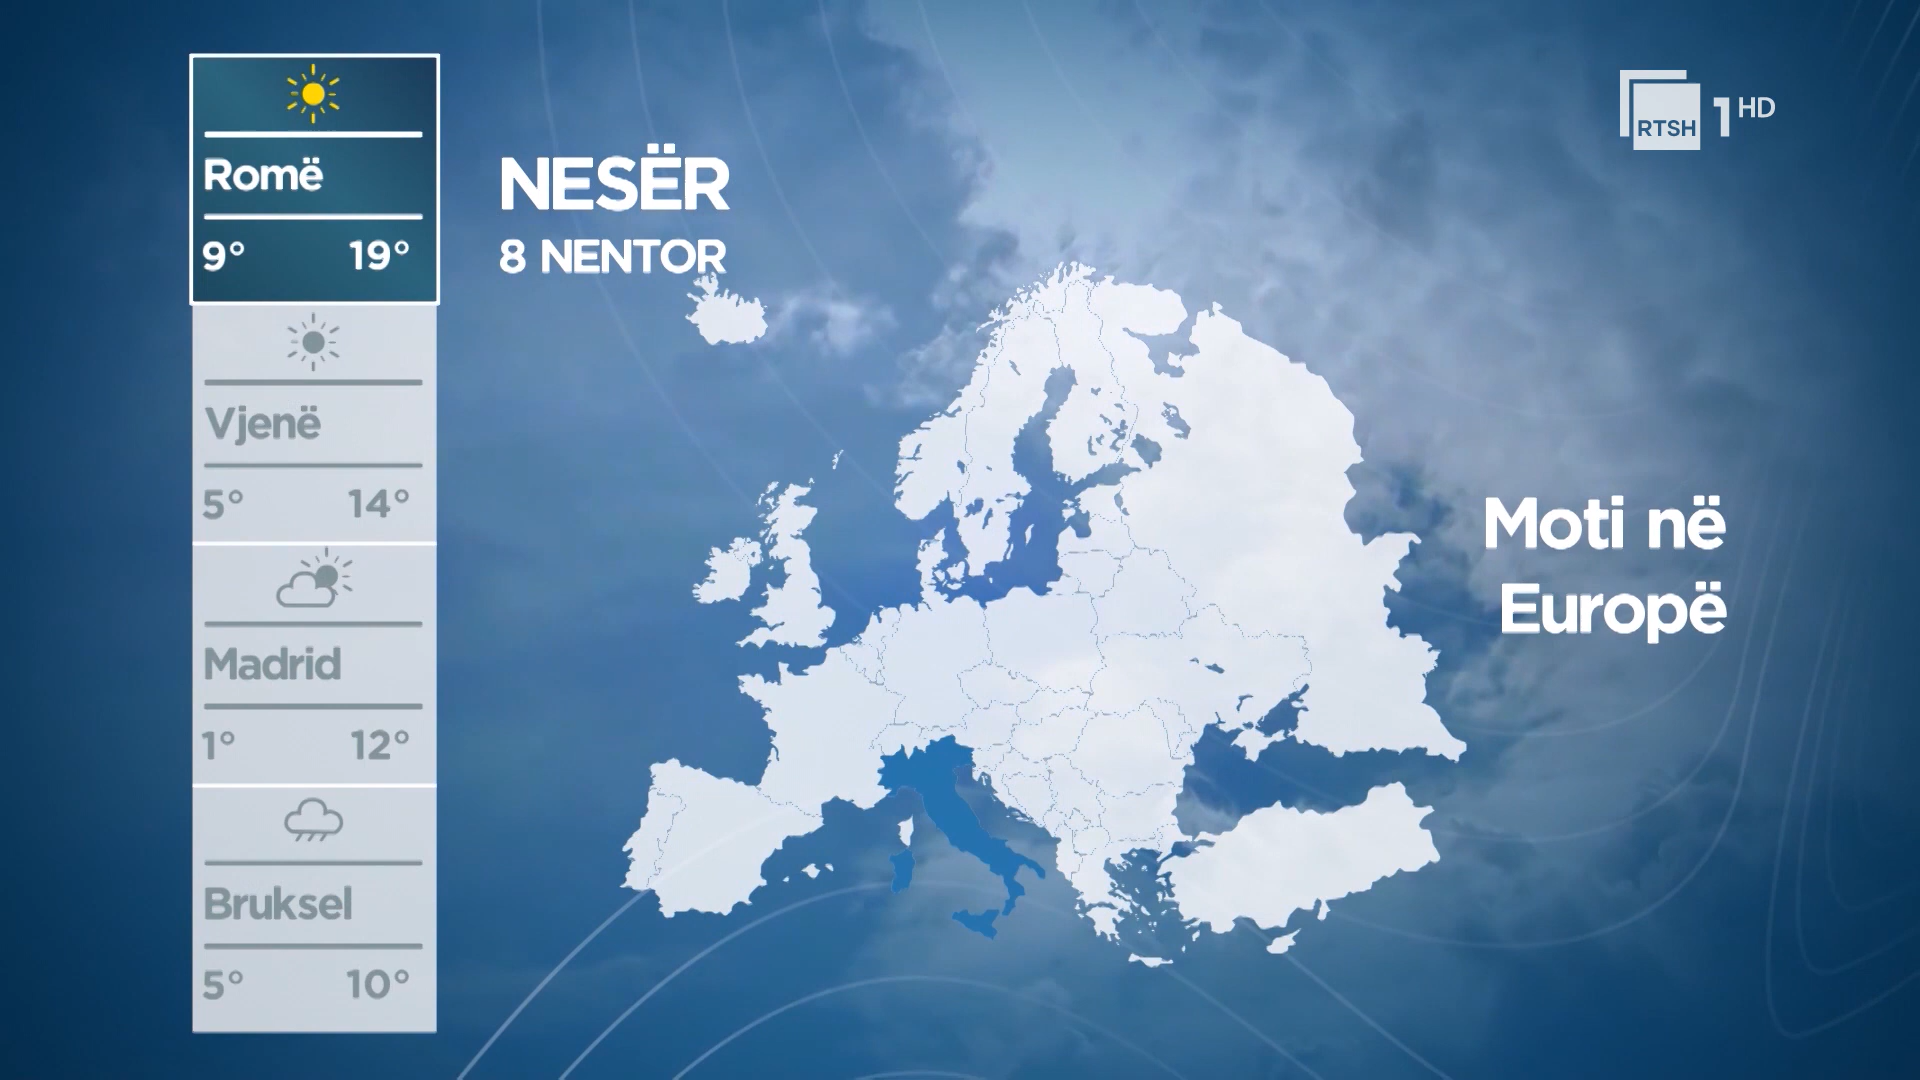 Romë
9° 19°
Vjenë
5° 14°
Madrid
1° 12°
Bruksel
5° 10°
NESËR
8 NENTOR
RTSH 1 HD
Moti në
Europë